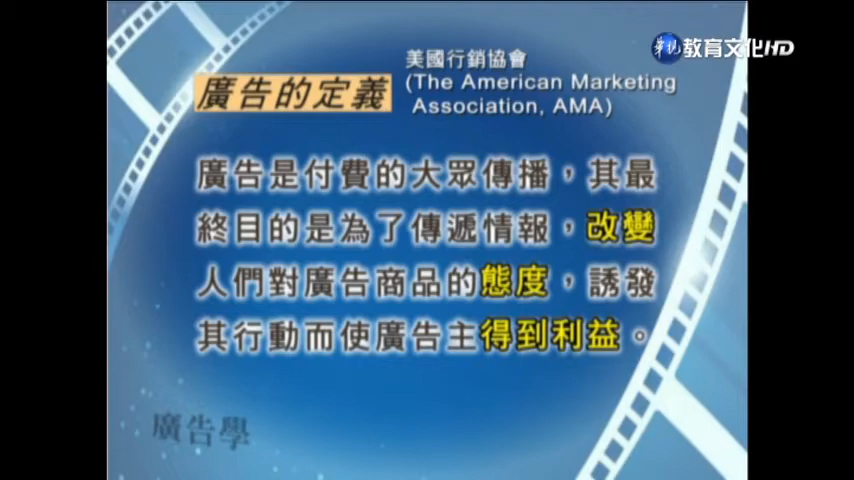 華視教育文化HD
美國行銷協會
廣告的定義
(The American Marketing
Association, AMA)
廣告是付費的大眾傳播，其最
終目的是為了傳遞情報，改變
人們對廣告商品的態度，誘發
其行動而使廣告主得到利益。
廣告學